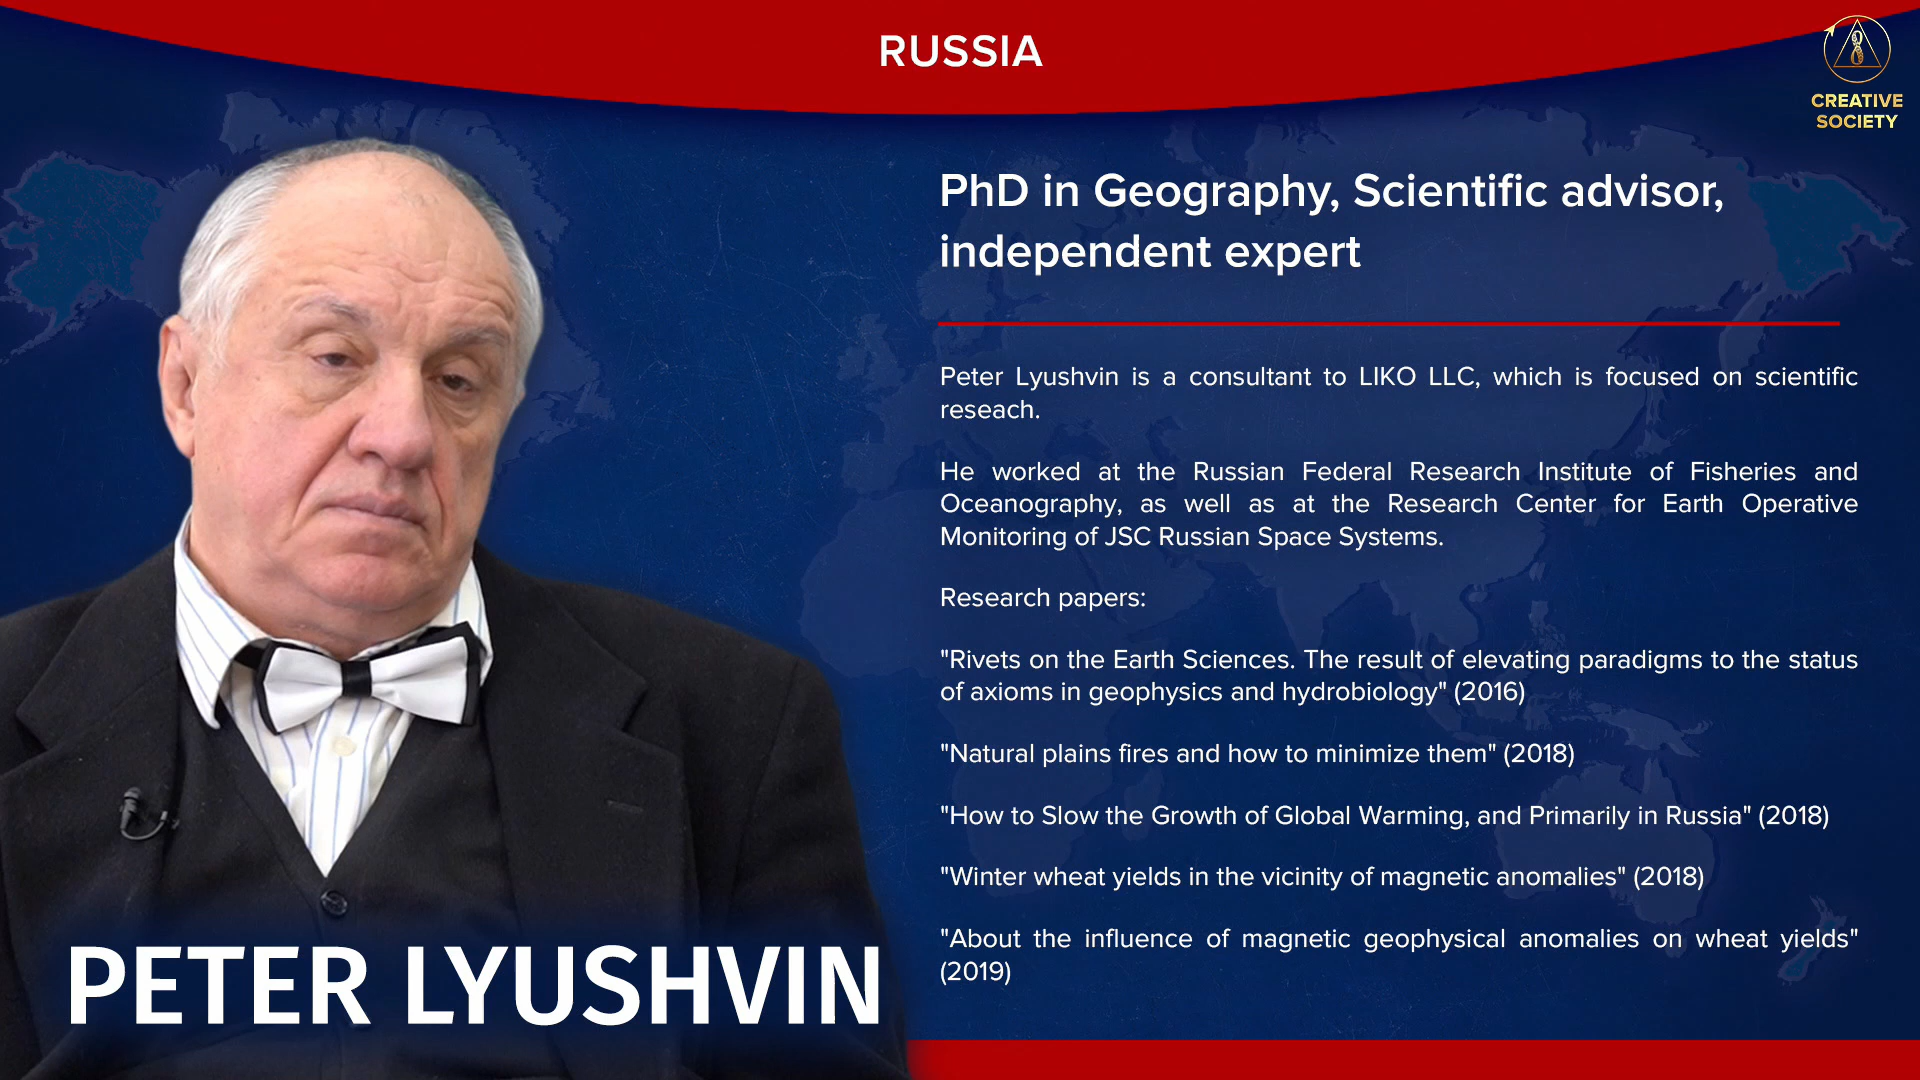 RUSSIA
CREATIVE
SOCIETY
PhD in Geography, Scientific advisor,
independent expert
Peter Lyushvin is a consultant to LIKO LLC, which is focused on scientific
reseach.
He worked at the Russian Federal Research Institute of Fisheries and
Oceanography, as well as at the Research Center for Earth Operative
Monitoring of JSC Russian Space Systems.
Research papers:
"Rivets on the Earth Sciences. The result of elevating paradigms to the status
of axioms in geophysics and hydrobiology" (2016)
"Natural plains fires and how to minimize them" (2018)
"How to Slow the Growth of Global Warming, and Primarily in Russia" (2018)
"Winter wheat yields in the vicinity of magnetic anomalies" (2018)
"About the influence of magnetic geophysical anomalies on wheat yields"
(2019)
PETER LYUSHVIN